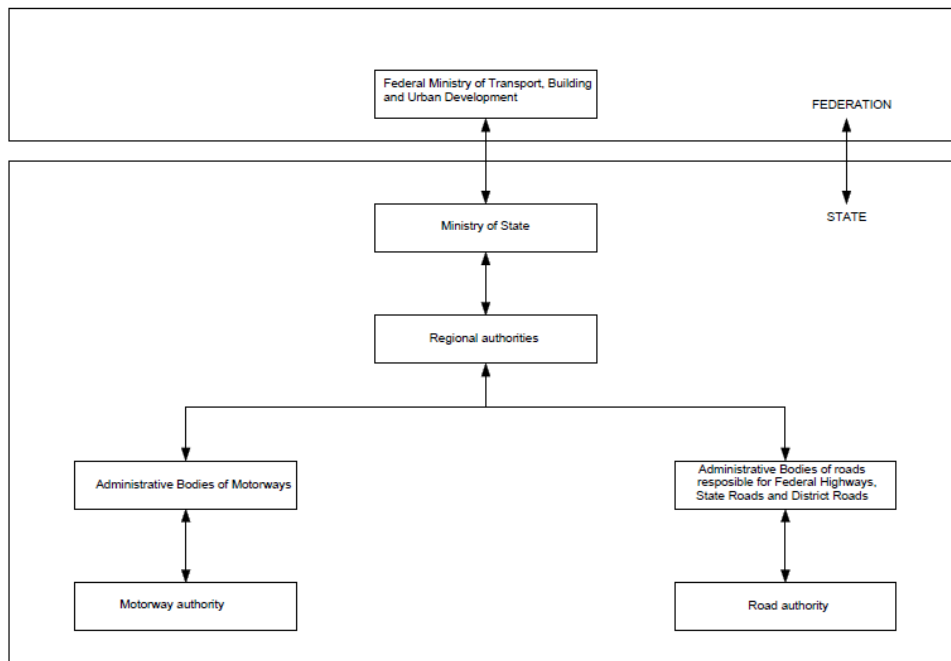 Federal Ministry of Transport, Building
and Urban Development
FEDERATION
STATE
Ministry of State
Regional authorities
Administrative Bodies of Motorways
Administrative Bodies of roads
resposible for Federal Highways,
State Roads and District Roads
Motorway authority
Road authority